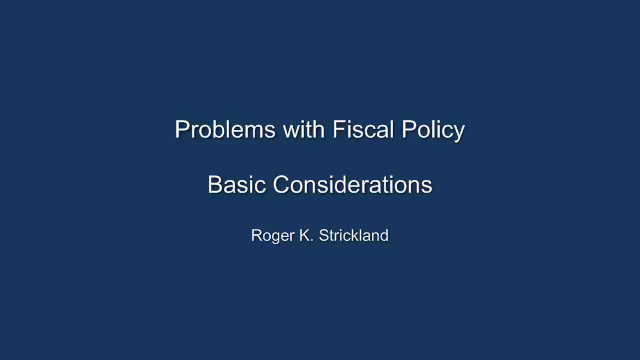 Problems with Fiscal Policy
Basic Considerations
Roger K. Strickland